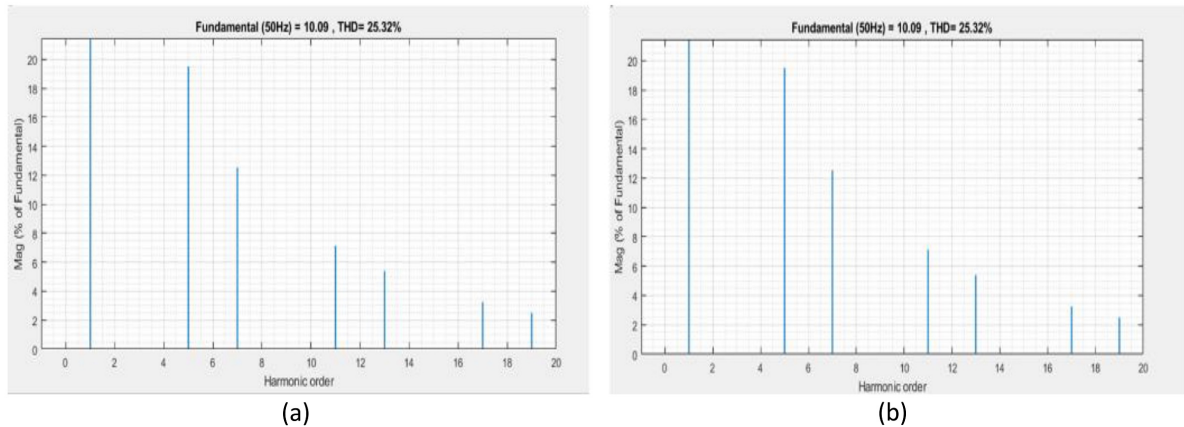 Fundamental (50Hz) = 10.09 , THD= 25.32%
Mag (% of Fundamental)
20
18
16
14
12
10
8
6
4
2
0
0 2 4 6 8 10 12 14 16 18 20
Harmonic order
(a)
Fundamental (50Hz) = 10.09 , THD= 25.32%
Mag (% of Fundamental)
20
18
16
14
12
10
8
6
4
2
0
0 2 4 6 8 10 12 14 16 18 20
Harmonic order
(b)